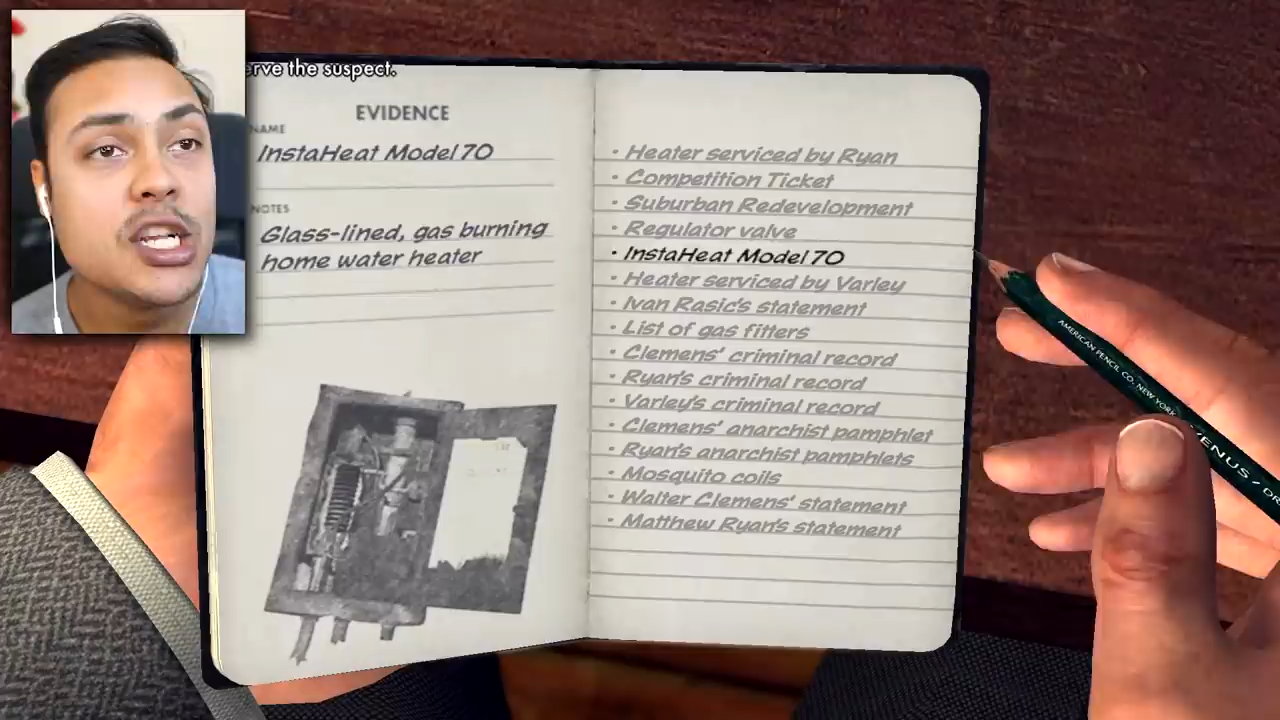 erve the suspect.
EVIDENCE
NAME
InstaHeat Model 70
NOTES
Glass-lined, gas burning
home water heater
• Heater serviced by Ryan
• Competition Ticket
• Suburban Redevelopment
• Regulator valve
• InstaHeat Model 70
• Heater serviced by Varley
• Ivan Rasic's statement
• List of gas fitters
• Clemens' criminal record
• Ryan's criminal record
• Varley's criminal record
• Clemens' anarchist pamphlet
• Ryan's anarchist pamphlets
• Mosquito coils
• Walter Clemens' statement
• Matthew Ryan's statement
AMERICAN PENCIL CO. NEW YORK
VENUS / DR